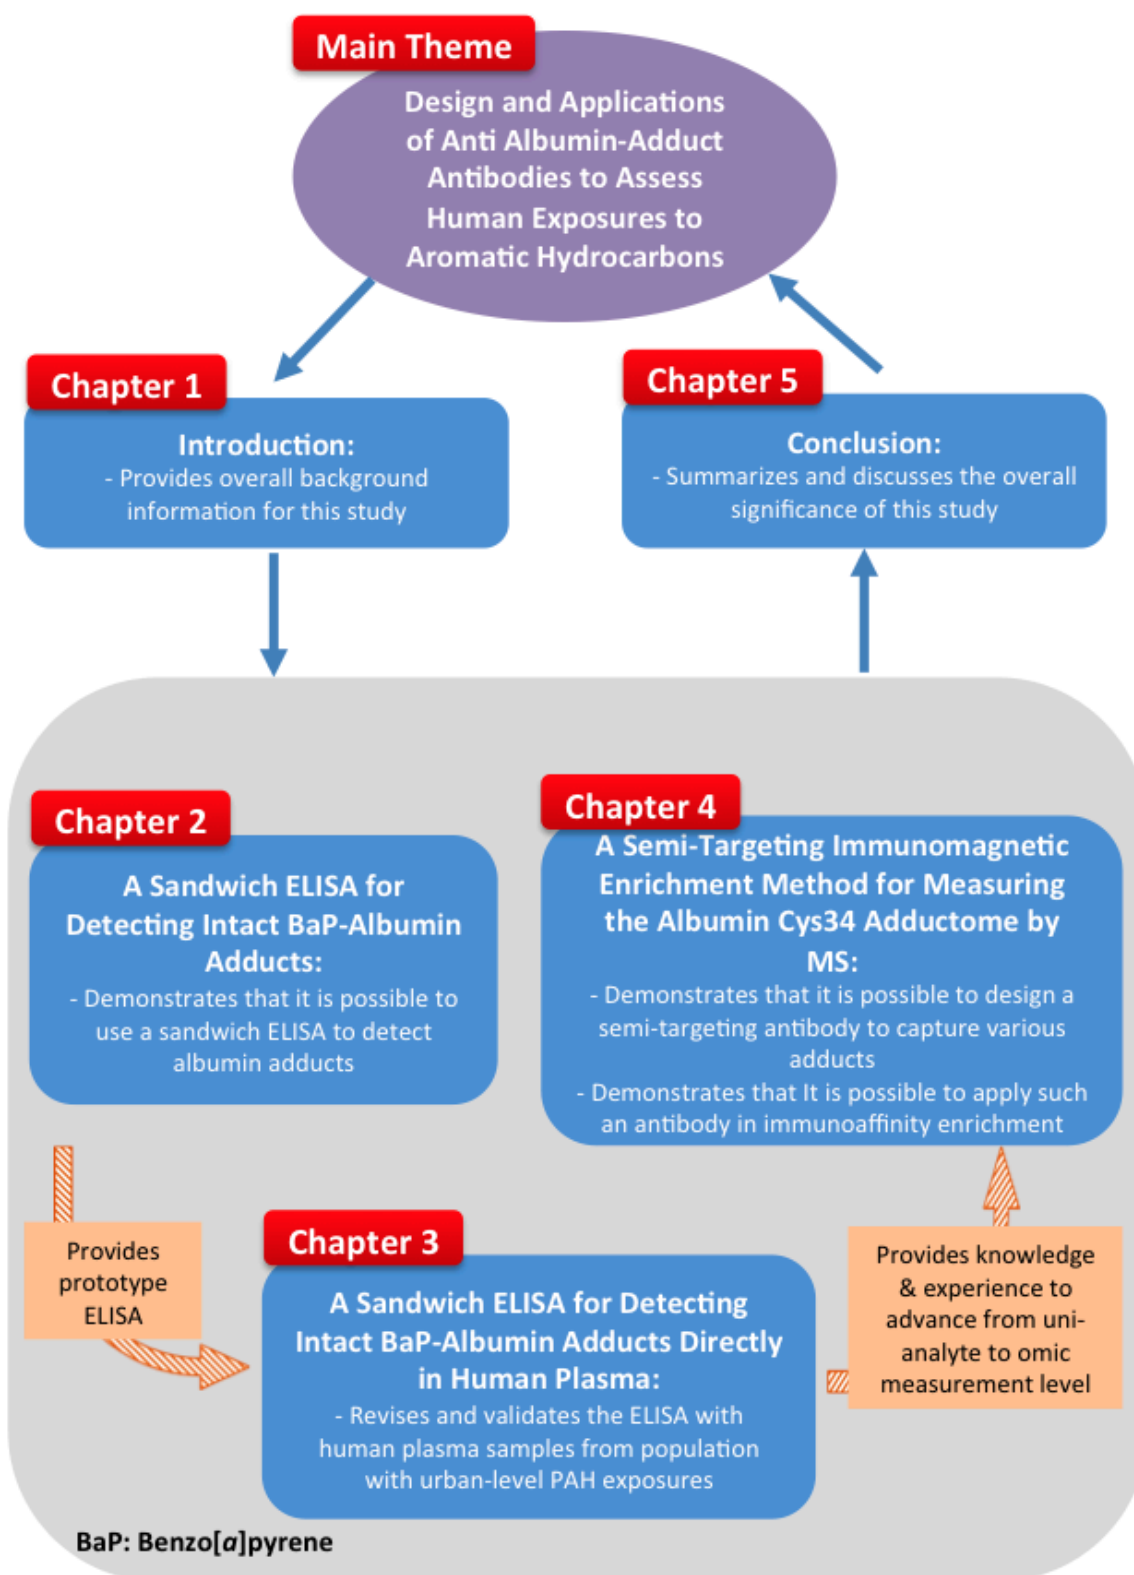 Main Theme
Design and Applications
of Anti Albumin-Adduct
Antibodies to Assess
Human Exposures to
Aromatic Hydrocarbons
Chapter 1
Introduction:
- Provides overall background
information for this study
Chapter 5
Conclusion:
- Summarizes and discusses the overall
significance of this study
Chapter 2
A Sandwich ELISA for
Detecting Intact BaP-Albumin
Adducts:
- Demonstrates that it is possible to
use a sandwich ELISA to detect
albumin adducts
Chapter 4
A Semi-Targeting Immunomagnetic
Enrichment Method for Measuring
the Albumin Cys34 Adductome by
MS:
- Demonstrates that it is possible to design a
semi-targeting antibody to capture various
adducts
- Demonstrates that It is possible to apply such
an antibody in immunoaffinity enrichment
Provides
prototype
ELISA
Chapter 3
A Sandwich ELISA for Detecting
Intact BaP-Albumin Adducts Directly
in Human Plasma:
- Revises and validates the ELISA with
human plasma samples from population
with urban-level PAH exposures
Provides knowledge
& experience to
advance from uni-
analyte to omic
measurement level
BaP: Benzo[a]pyrene